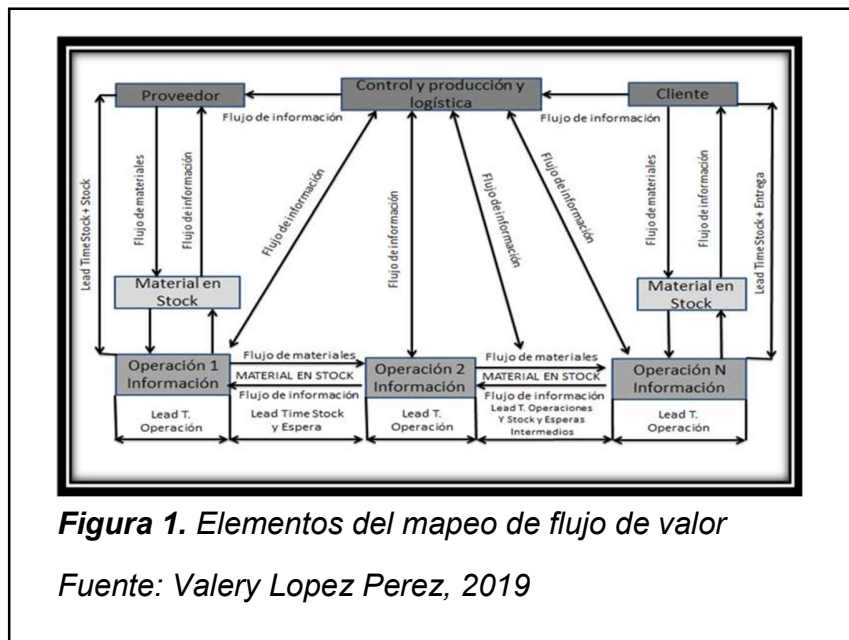 Control y producción y
logística
Proveedor
Cliente
Flujo de información
Flujo de información
Lead Time Stock + Stock
Flujo de materiales
Flujo de información
Flujo de información
Flujo de información
Flujo de información
Flujo de información
Flujo de materiales
Flujo de información
Lead Time Stock + Entrega
Material en
Stock
Material en
Stock
Operación 1
Información
Flujo de materiales
MATERIAL EN STOCK
Flujo de información
Operación 2
Información
Flujo de materiales
MATERIAL EN STOCK
Flujo de información
Operación N
Información
Lead T.
Operación
Lead Time Stock
y Espera
Lead T.
Operación
Lead T. Operaciones
Y Stock y Esperas
Intermedios
Lead T.
Operación
Figura 1. Elementos del mapeo de flujo de valor
Fuente: Valery Lopez Perez, 2019